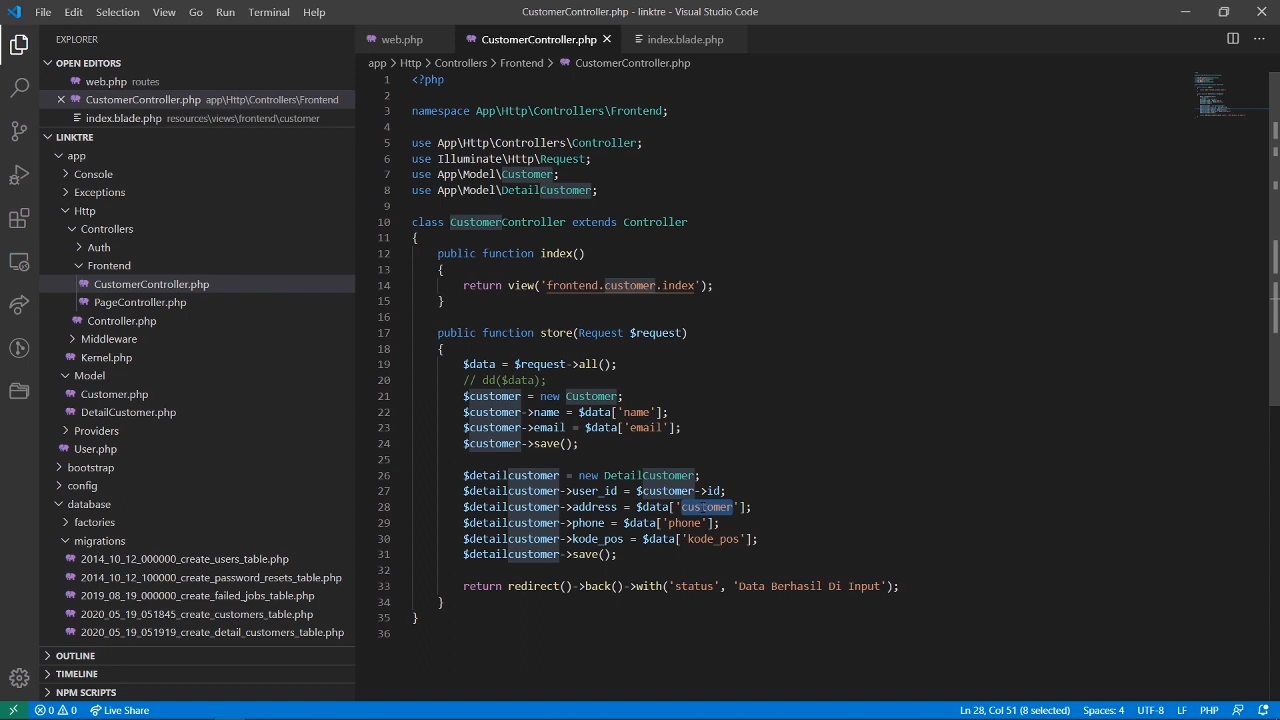 File Edit Selection View Go Run Terminal Help
CustomerController.php - linktre - Visual Studio Code
EXPLORER
OPEN EDITORS
web.php routes
CustomerController.php app\Http\Controllers\Frontend
index.blade.php resources\views\frontend\customer
LINKTRE
app
Console
Exceptions
Http
Controllers
Auth
Frontend
CustomerController.php
PageController.php
Controller.php
Middleware
Kernel.php
Model
Customer.php
DetailCustomer.php
Providers
User.php
bootstrap
config
database
factories
migrations
2014_10_12_000000_create_users_table.php
2014_10_12_100000_create_password_resets_table.php
2019_08_19_000000_create_failed_jobs_table.php
2020_05_19_051845_create_customers_table.php
2020_05_19_051919_create_detail_customers_table.php
OUTLINE
TIMELINE
NPM SCRIPTS
web.php CustomerController.php index.blade.php
app > Http > Controllers > Frontend > CustomerController.php
1 <?php
2
3 namespace App\Http\Controllers\Frontend;
4
5 use App\Http\Controllers\Controller;
6 use Illuminate\Http\Request;
7 use App\Model\Customer;
8 use App\Model\DetailCustomer;
9
10 class CustomerController extends Controller
11 {
12 public function index()
13 {
14 return view('frontend.customer.index');
15 }
16
17 public function store(Request $request)
18 {
19 $data = $request->all();
20 // dd($data);
21 $customer = new Customer;
22 $customer->name = $data['name'];
23 $customer->email = $data['email'];
24 $customer->save();
25
26 $detailcustomer = new DetailCustomer;
27 $detailcustomer->user_id = $customer->id;
28 $detailcustomer->address = $data['customer'];
29 $detailcustomer->phone = $data['phone'];
30 $detailcustomer->kode_pos = $data['kode_pos'];
31 $detailcustomer->save();
32
33 return redirect()->back()->with('status', 'Data Berhasil Di Input');
34 }
35 }
36
0 0 Live Share
Ln 28, Col 51 (8 selected) Spaces: 4 UTF-8 LF PHP